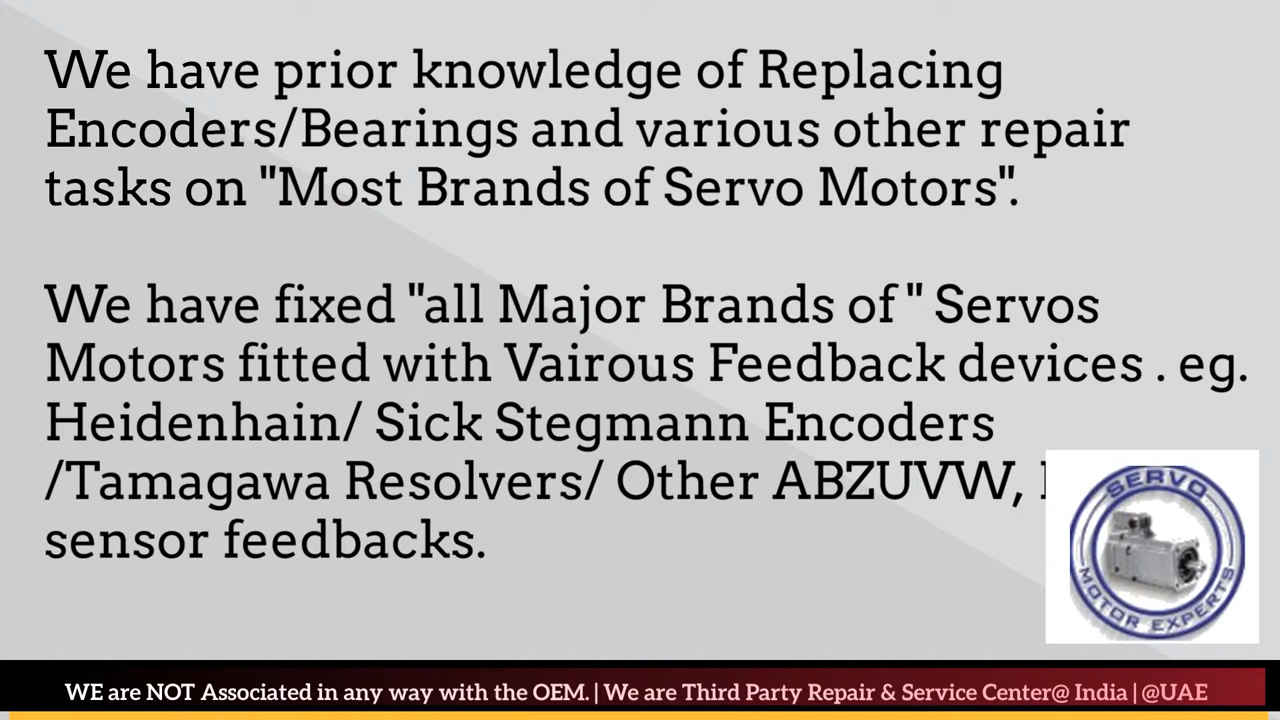 We have prior knowledge of Replacing
Encoders/Bearings and various other repair
tasks on "Most Brands of Servo Motors".
We have fixed "all Major Brands of " Servos
Motors fitted with Vairous Feedback devices . eg.
Heidenhain/ Sick Stegmann Encoders
/Tamagawa Resolvers/ Other ABZUVW,
sensor feedbacks.
SERVO
MOTOR EXPERTS
WE are NOT Associated in any way with the OEM. | We are Third Party Repair & Service Center@ India | @UAE